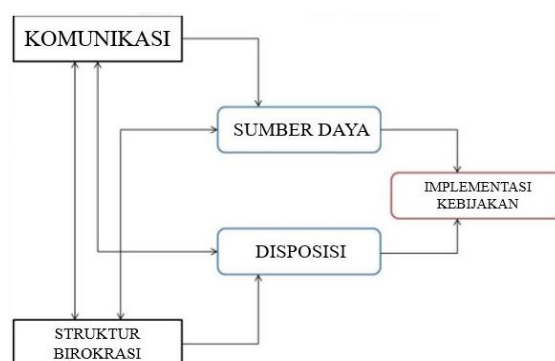 KOMUNIKASI
SUMBER DAYA
IMPLEMENTASI
KEBIJAKAN
DISPOSISI
STRUKTUR
BIROKRASI